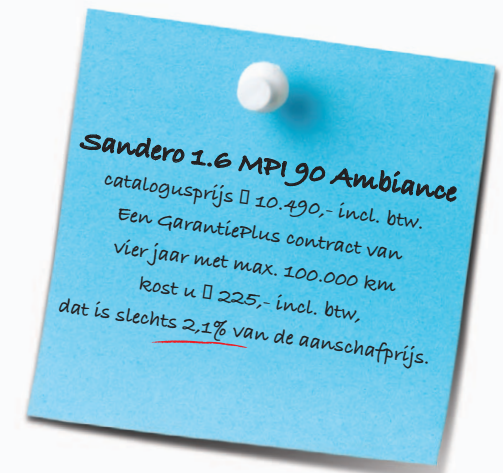 Sandero 1.6 MPI 90 Ambiance
catalogusprijs ▯ 10.490,- incl. btw.
Een GarantiePlus contract van
vier jaar met max. 100.000 km
kost u ▯ 225,- incl. btw,
dat is slechts 2,1% van de aanschafprijs.